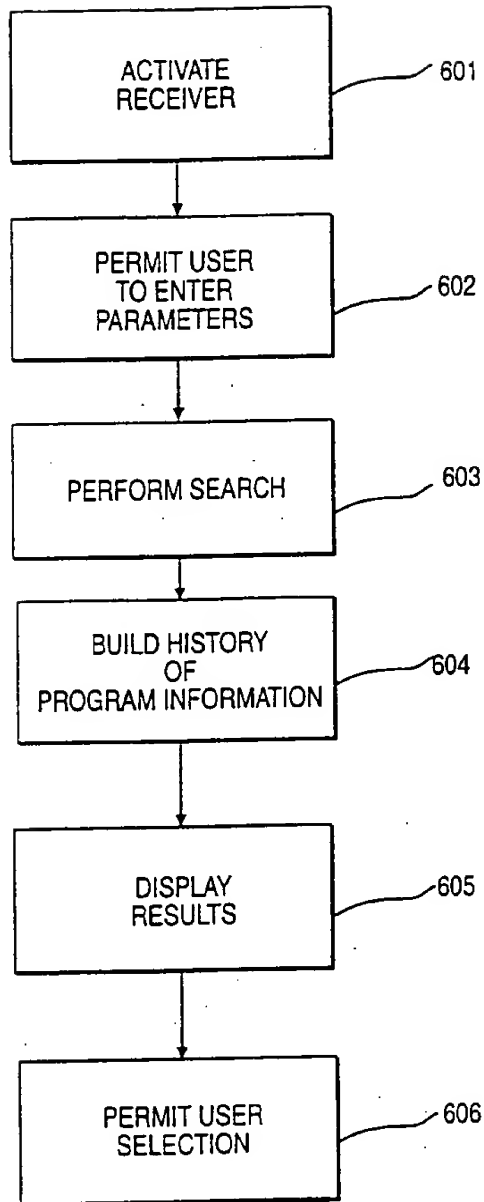 ACTIVATE
RECEIVER
601
PERMIT USER
TO ENTER
PARAMETERS
602
PERFORM SEARCH
603
BUILD HISTORY
OF
PROGRAM INFORMATION
604
DISPLAY
RESULTS
605
PERMIT USER
SELECTION
606